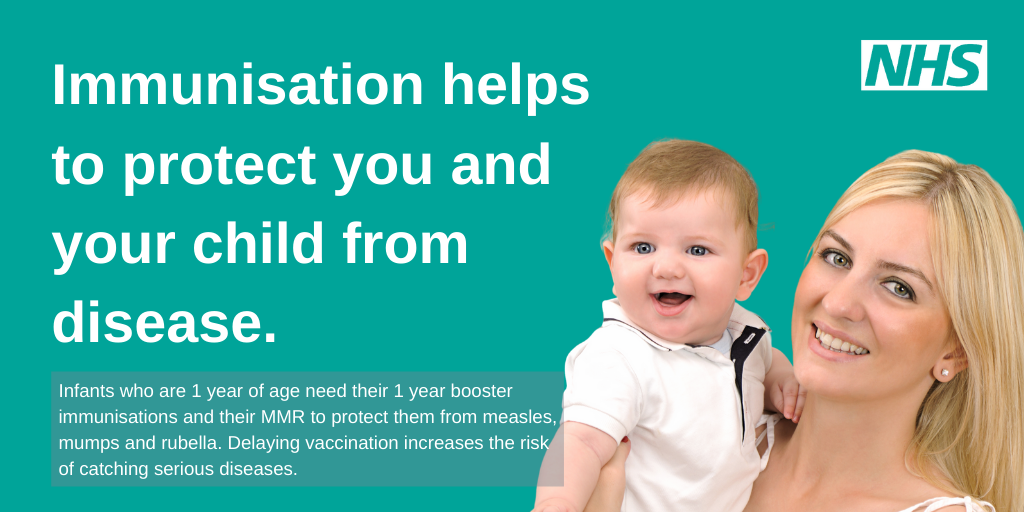 Immunisation helps
to protect you and
your child from
disease.
NHS
Infants who are 1 year of age need their 1 year booster
immunisations and their MMR to protect them from measles,
mumps and rubella. Delaying vaccination increases the risk
of catching serious diseases.